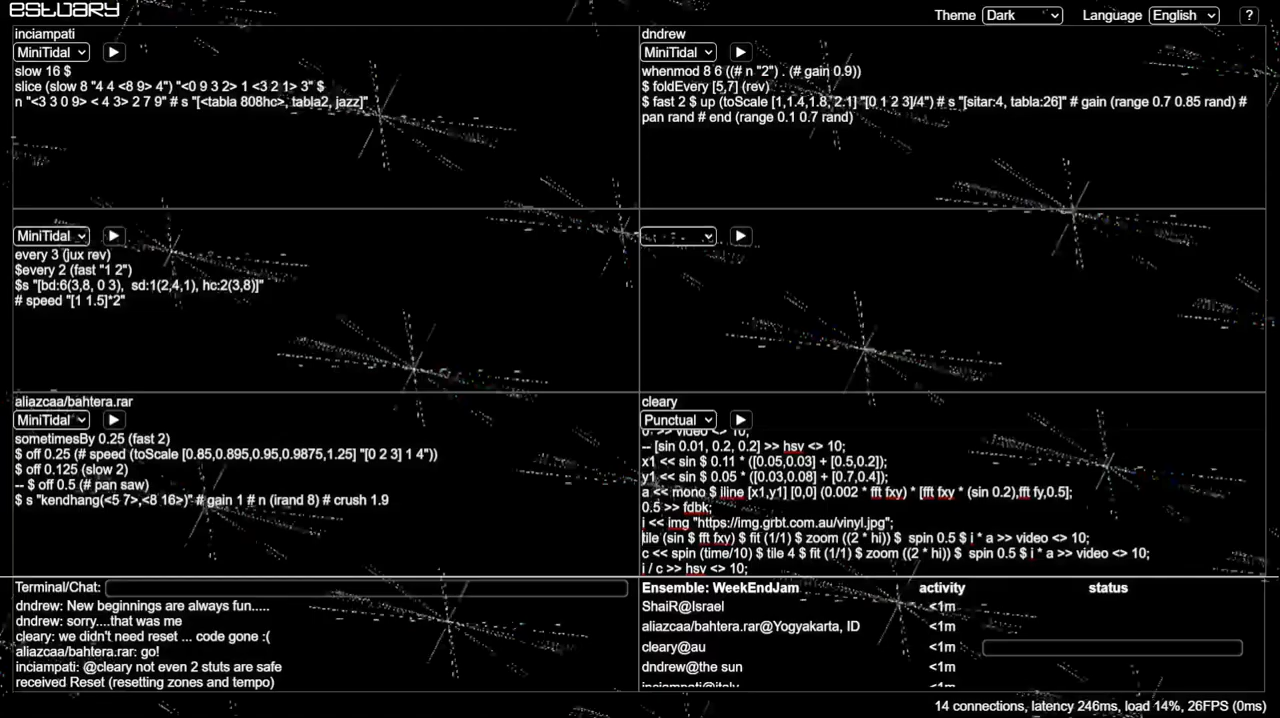 estuary
Theme Dark Language English ?
inciampati
MiniTidal
slow 16 $
slice (slow 8 "4 4 <8 9> 4") "<0 9 3 2> 1 <3 2 1> 3" $
n "<3 3 0 9> < 4 3> 2 7 9" # s "[<tabla 808hc>, tabla2, jazz]"
dndrew
MiniTidal
whenmod 8 6 ((# n "2") . (# gain 0.9))
$ foldEvery [5,7] (rev)
$ fast 2 $ up (toScale [1,1.4,1.8, 2.1] "[0 1 2 3]/4") # s "[sitar:4, tabla:26]" # gain (range 0.7 0.85 rand) #
pan rand # end (range 0.1 0.7 rand)
MiniTidal
every 3 (jux rev)
$every 2 (fast "1 2")
$s "[bd:6(3,8, 0 3),  sd:1(2,4,1), hc:2(3,8)]"
# speed "[1 1.5]*2"
aliazcaa/bahtera.rar
MiniTidal
sometimesBy 0.25 (fast 2)
$ off 0.25 (# speed (toScale [0.85,0.895,0.95,0.9875,1.25] "[0 2 3] 1 4"))
$ off 0.125 (slow 2)
-- $ off 0.5 (# pan saw)
$ s "kendhang(<5 7>,<8 16>)" # gain 1 # n (irand 8) # crush 1.9
cleary
Punctual
0. >> video <> 10;
-- [sin 0.01, 0.2, 0.2] >> hsv <> 10;
x1 << sin $ 0.11 * ([0.05,0.03] + [0.5,0.2]);
y1 << sin $ 0.05 * ([0.03,0.08] + [0.7,0.4]);
a << mono $ iline [x1,y1] [0,0] (0.002 * fft fxy) * [fft fxy * (sin 0.2),fft fy,0.5];
0.5 >> fdbk;
i << img "https://img.grbt.com.au/vinyl.jpg";
tile (sin $ fft fxy) $ fit (1/1) $ zoom ((2 * hi)) $  spin 0.5 $ i * a >> video <> 10;
c << spin (time/10) $ tile 4 $ fit (1/1) $ zoom ((2 * hi)) $  spin 0.5 $ i * a >> video <> 10;
i / c >> hsv <> 10;
Terminal/Chat:
dndrew: New beginnings are always fun.....
dndrew: sorry....that was me
cleary: we didn't need reset ... code gone :(
aliazcaa/bahtera.rar: go!
inciampati: @cleary not even 2 stuts are safe
received Reset (resetting zones and tempo)
Ensemble: WeekEndJam activity status
ShaiR@Israel <1m
aliazcaa/bahtera.rar@Yogyakarta, ID <1m
cleary@au <1m
dndrew@the sun <1m
inciampati@italy <1m
14 connections, latency 246ms, load 14%, 26FPS (0ms)